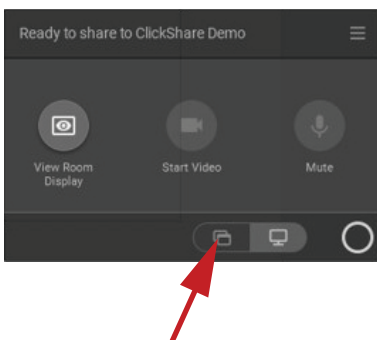 Ready to share to ClickShare Demo
View Room
Display
Start Video
Mute